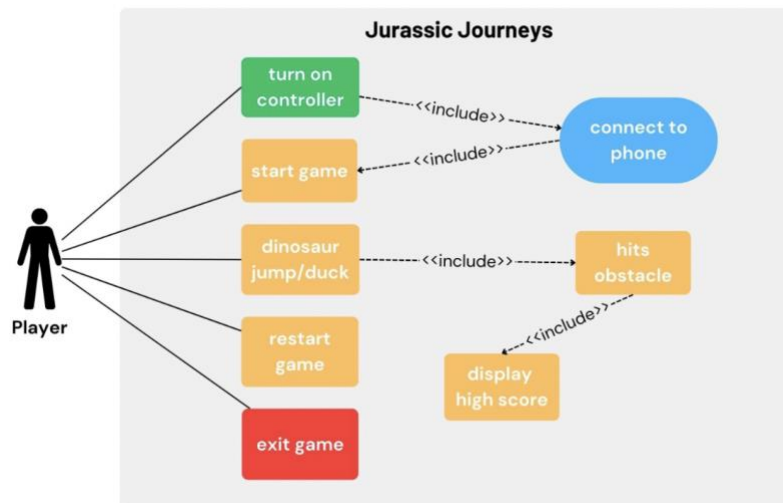 Jurassic Journeys
turn on
controller
<<include>>
connect to
phone
<<include>>
start game
dinosaur
jump/duck
<<include>>
hits
obstacle
Player
<<include>>
restart
game
display
high score
exit game